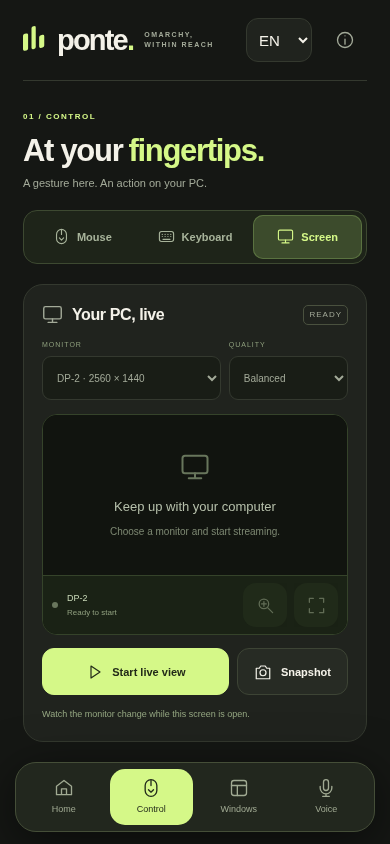 ponte.
OMARCHY,
WITHIN REACH
EN
01 / CONTROL
At your fingertips.
A gesture here. An action on your PC.
Mouse
Keyboard
Screen
Your PC, live
READY
MONITOR
QUALITY
DP-2 · 2560 × 1440
Balanced
Keep up with your computer
Choose a monitor and start streaming.
DP-2
Ready to start
Start live view
Snapshot
Watch the monitor change while this screen is open.
Home
Control
Windows
Voice